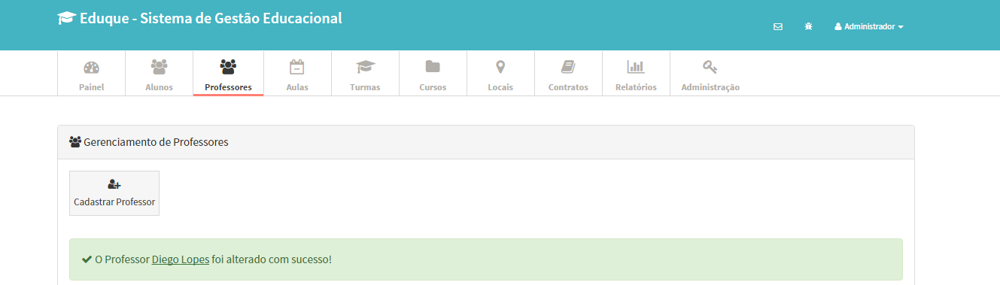 Eduque - Sistema de Gestão Educacional
Administrador
Painel
Alunos
Professores
Aulas
Turmas
Cursos
Locais
Contratos
Relatórios
Administração
Gerenciamento de Professores
Cadastrar Professor
O Professor Diego Lopes foi alterado com sucesso!